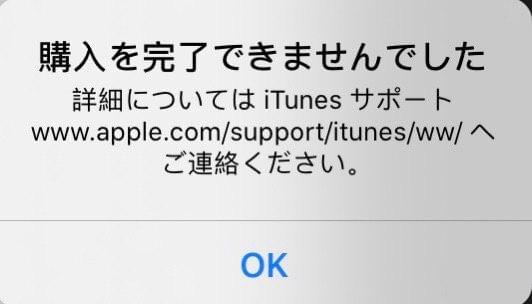 購入を完了できませんでした
詳細については iTunes サポート
www.apple.com/support/itunes/ww/ へ
ご連絡ください。
OK